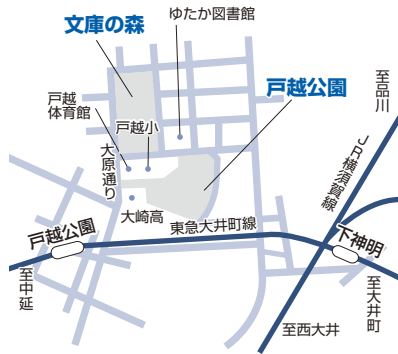 ゆたか図書館
文庫の森
戸越公園
至品川
戸越
体育館
戸越小
大原通り
JR横須賀線
大崎高
東急大井町線
戸越公園
下神明
至中延
至大井町
至西大井